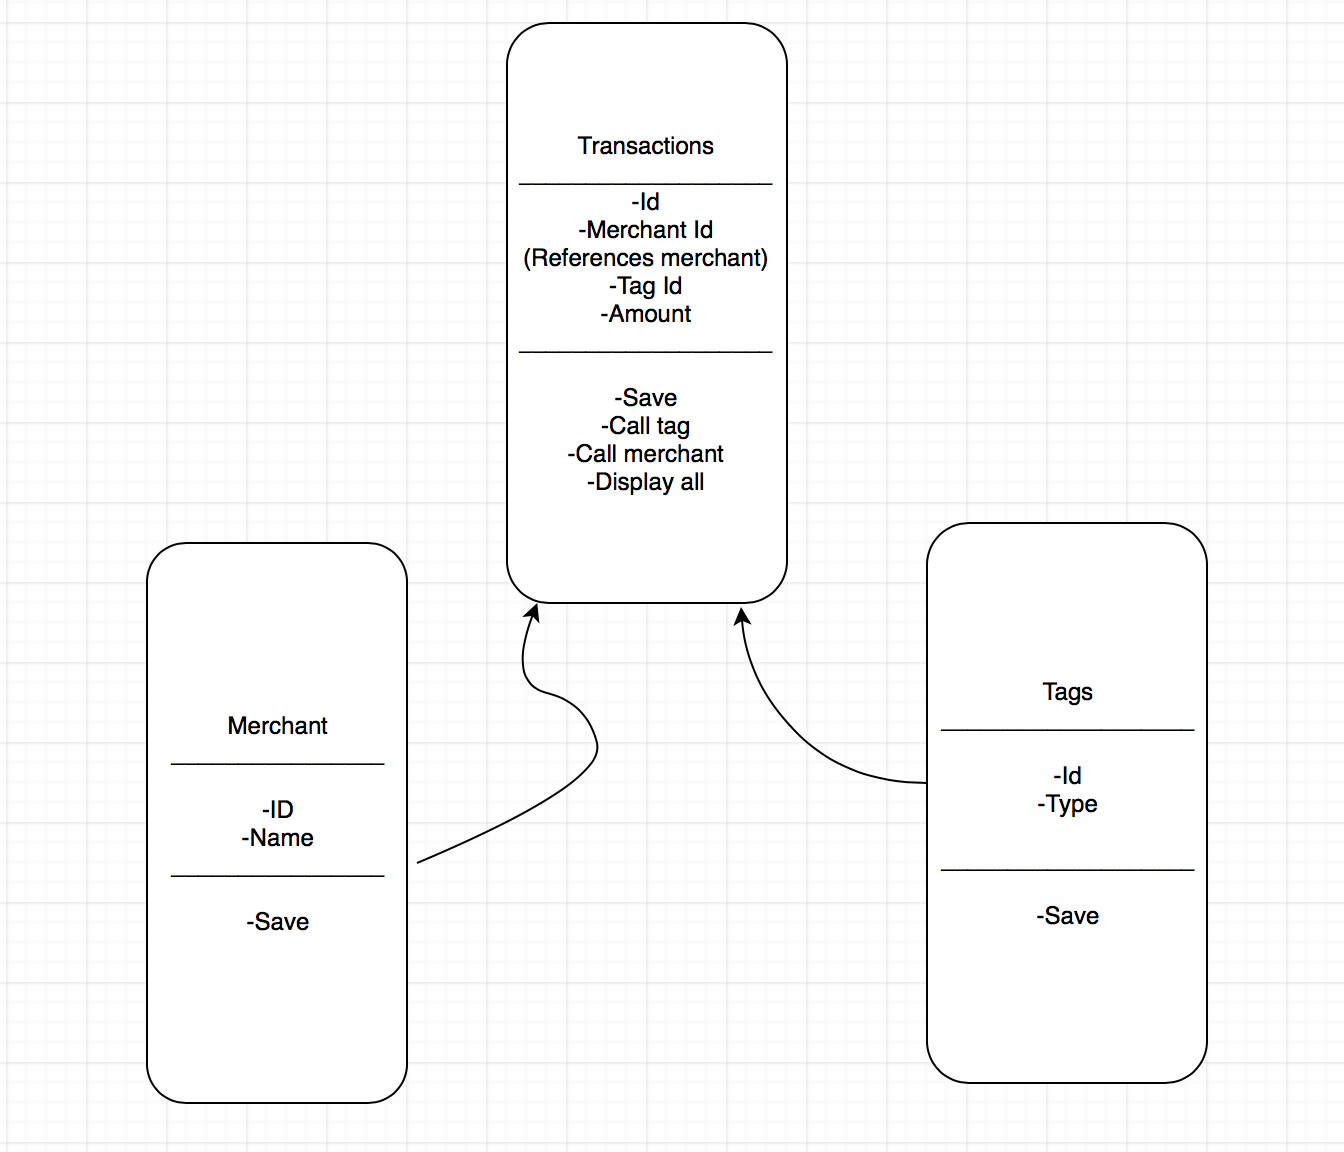 Transactions
-Id
-Merchant Id
(References merchant)
-Tag Id
-Amount
-Save
-Call tag
-Call merchant
-Display all
Merchant
-ID
-Name
-Save
Tags
-Id
-Type
-Save